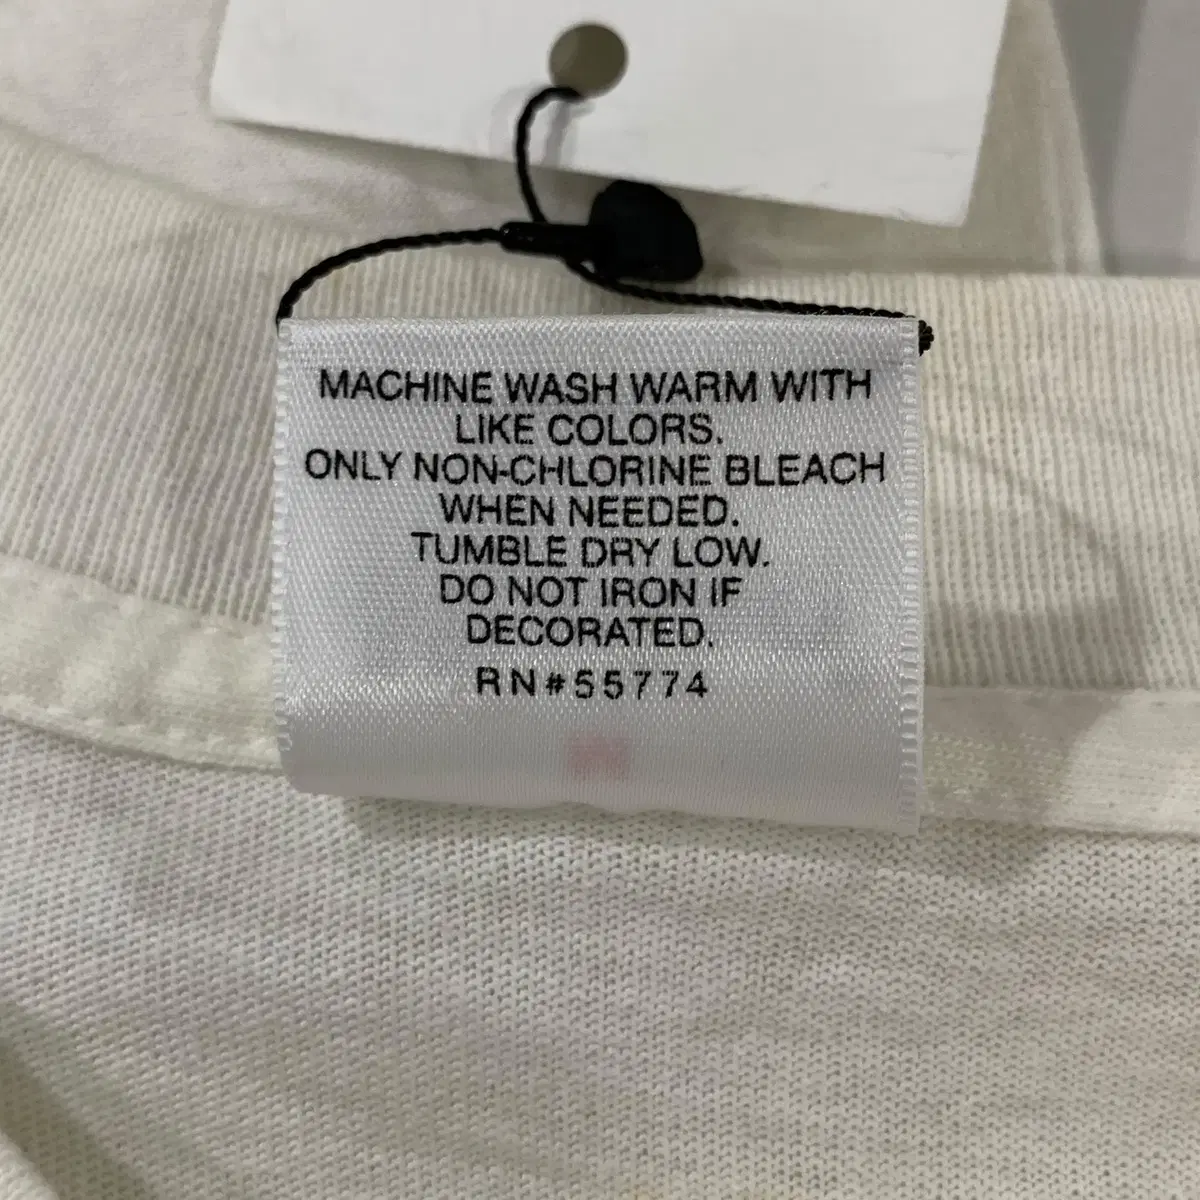 MACHINE WASH WARM WITH
LIKE COLORS.
ONLY NON-CHLORINE BLEACH
WHEN NEEDED.
TUMBLE DRY LOW.
DO NOT IRON IF
DECORATED.
RN#55774